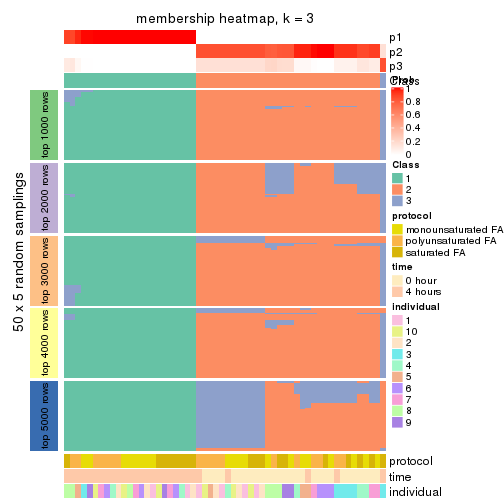 membership heatmap, k = 3
p1
p2
p3
Class
Prob
1
0.8
0.6
0.4
0.2
0
Class
1
2
3
protocol
monounsaturated FA
polyunsaturated FA
saturated FA
time
0 hour
4 hours
individual
1
10
2
3
4
5
6
7
8
9
50 x 5 random samplings
top 1000 rows
top 2000 rows
top 3000 rows
top 4000 rows
top 5000 rows
protocol
time
individual